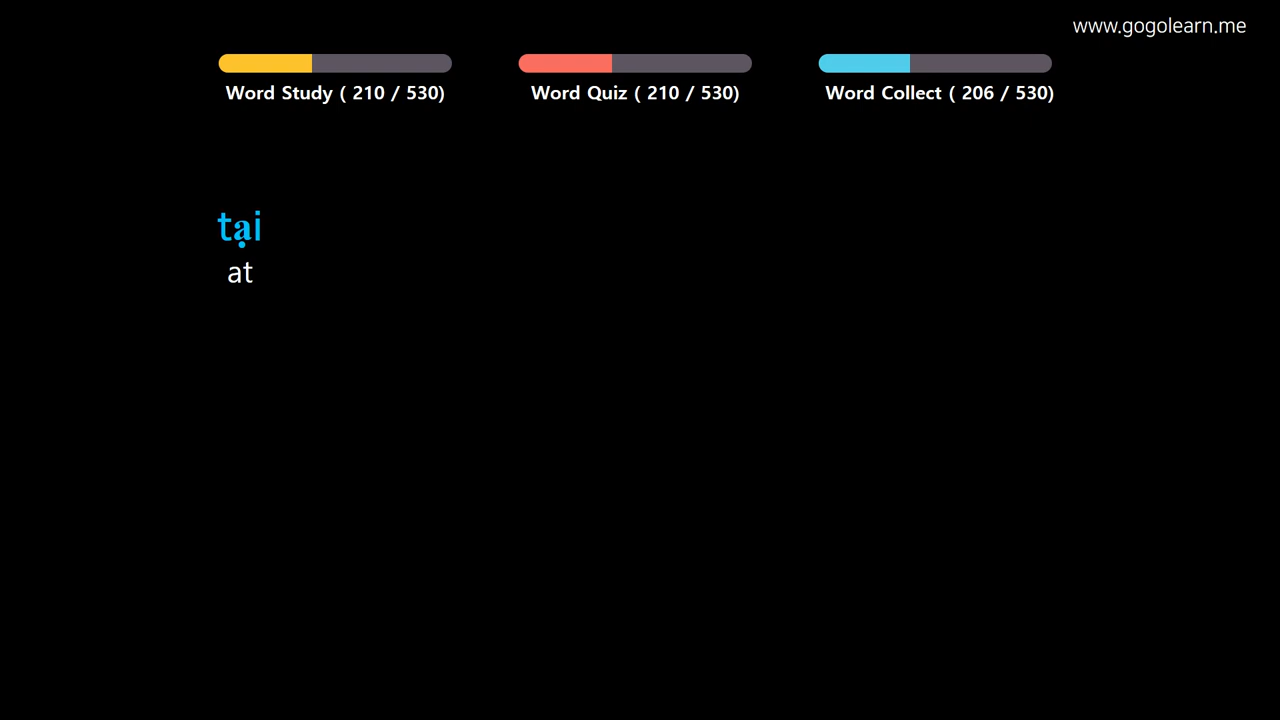 www.gogolearn.me
Word Study ( 210 / 530)
Word Quiz ( 210 / 530)
Word Collect ( 206 / 530)
tại
at